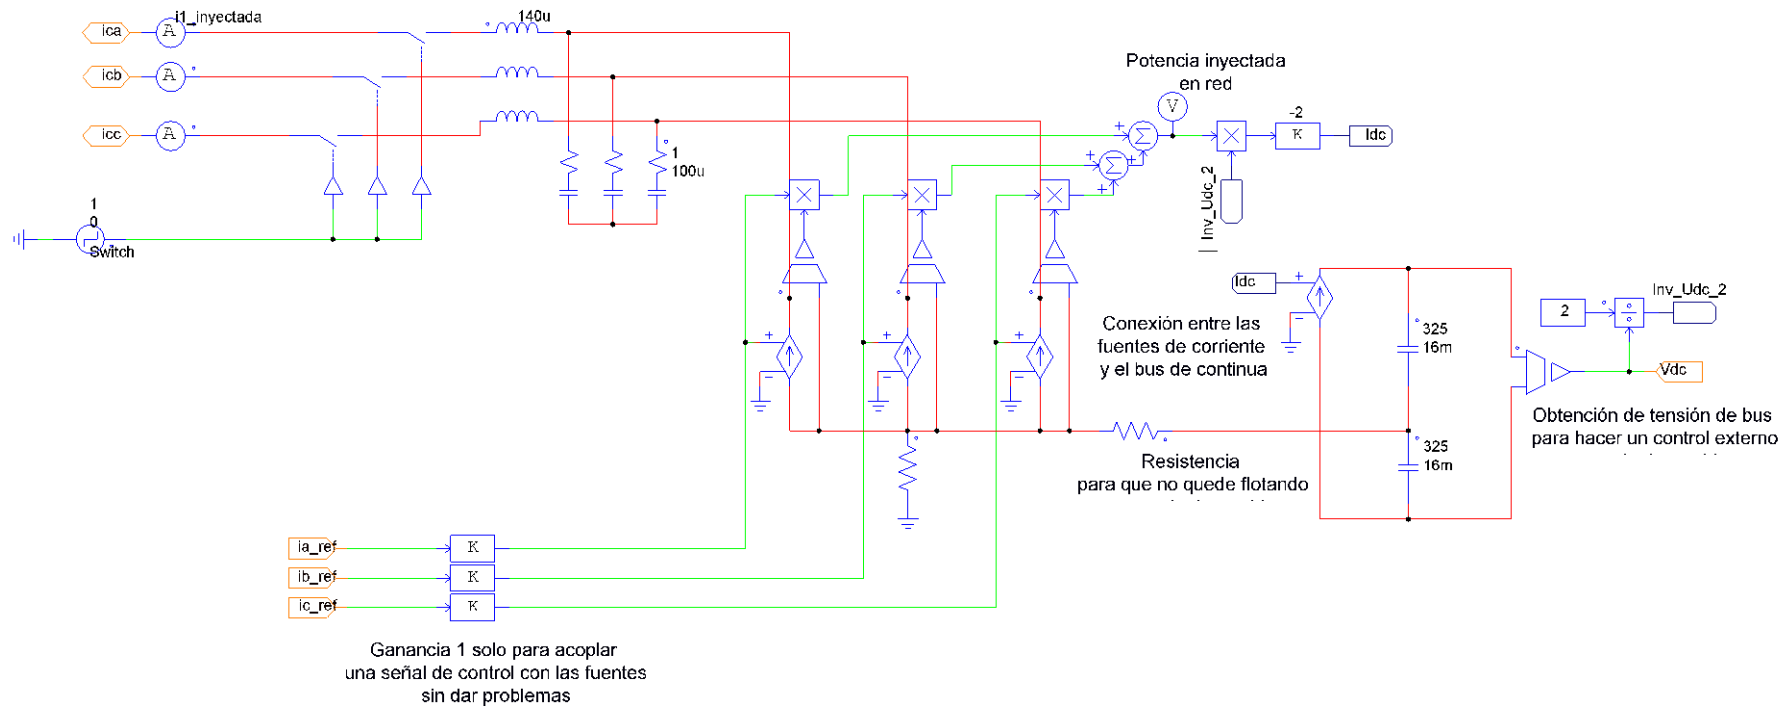 i1_inyectada
140u
ica
A
icb
A
icc
A
1
100u
1
0
Switch
Potencia inyectada
en red
V
-2
K
Idc
Σ
Σ
Inv_Udc_2
Idc
Conexión entre las
fuentes de corriente
y el bus de continua
2
Inv_Udc_2
325
16m
Vdc
Obtención de tensión de bus
para hacer un control externo
325
16m
Resistencia
para que no quede flotando
ia_ref
K
ib_ref
K
ic_ref
K
Ganancia 1 solo para acoplar
una señal de control con las fuentes
sin dar problemas